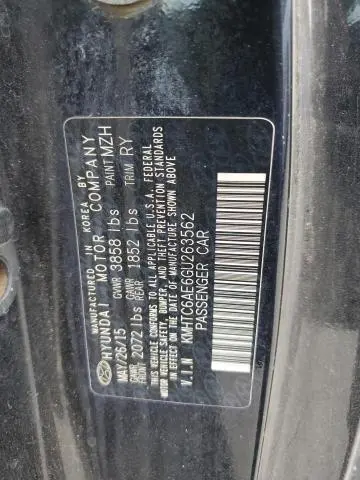 MANUFACTURED IN KOREA BY
HYUNDAI MOTOR COMPANY
MAY/26/15 GVWR 3858 lbs PAINT MZH
GAWR FRONT 2072 lbs GAWR REAR 1852 lbs TRIM RY
THIS VEHICLE CONFORMS TO ALL APPLICABLE U.S.A. FEDERAL
MOTOR VEHICLE SAFETY, BUMPER, AND THEFT PREVENTION STANDARDS
IN EFFECT ON THE DATE OF MANUFACTURE SHOWN ABOVE.
V.I.N KMHTC6AE6GU263562
PASSENGER CAR